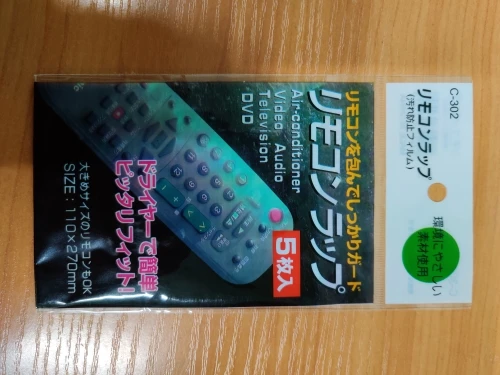 C-302
リモコンラップ
(汚れ防止フィルム)
環境にやさしい
素材使用
リモコンを包んでしっかりガード
リモコンラップ
5枚入
Air-conditioner
Video, Audio
Television
DVD
ドライヤーで簡単
ピッタリフィット!
大きめサイズのリモコンもOK
SIZE:110×270mm